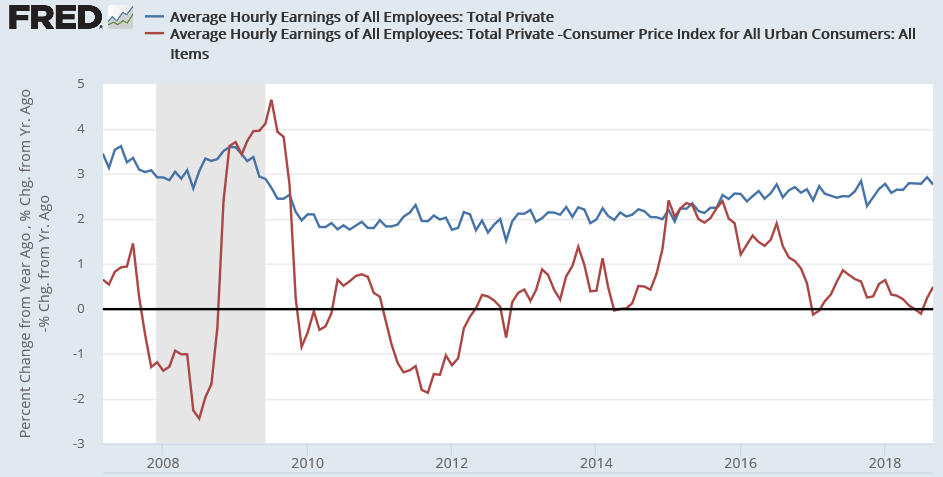 FRED
Average Hourly Earnings of All Employees: Total Private
Average Hourly Earnings of All Employees: Total Private -Consumer Price Index for All Urban Consumers: All
Items
Percent Change from Year Ago , % Chg. from Yr. Ago
-% Chg. from Yr. Ago
5
4
3
2
1
0
-1
-2
-3
2008
2010
2012
2014
2016
2018